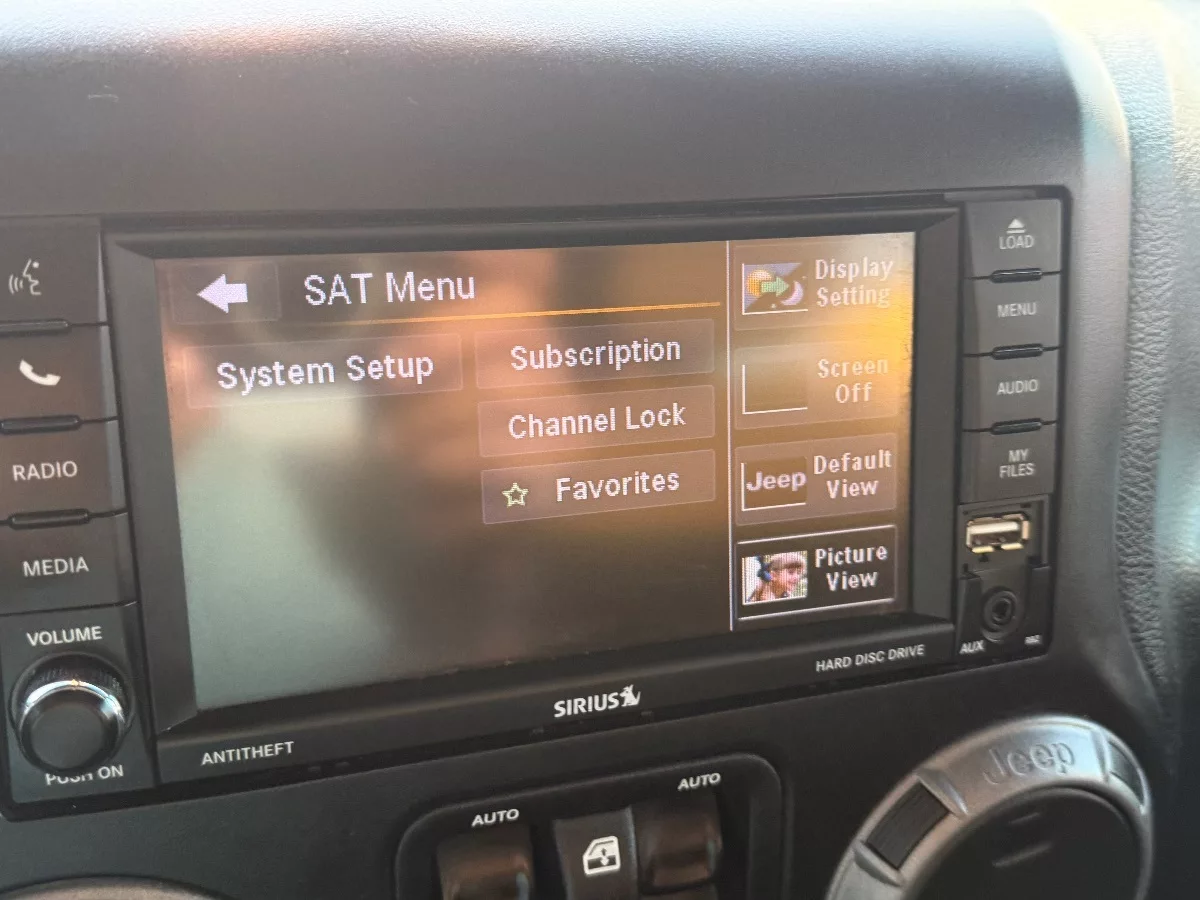 SAT Menu
System Setup
Subscription
Channel Lock
Favorites
Display
Setting
Screen
Off
Jeep
Default
View
Picture
View
RADIO
MEDIA
VOLUME
PUSH ON
LOAD
MENU
AUDIO
MY
FILES
AUX
ANTITHEFT
SIRIUS
HARD DISC DRIVE
AUTO
AUTO
Jeep